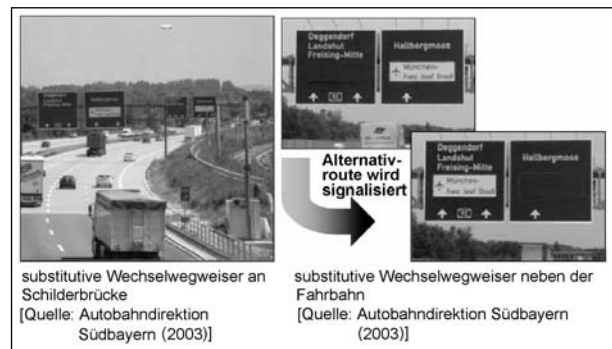 Deggendorf
Landshut
Freising-Mitte
Hallbergmoos
München-
Franz Josef Strauß
92
Alternativ-
route wird
signalisiert
Deggendorf
Landshut
Freising-Mitte
München-
Franz Josef Strauß
92
Hallbergmoos
substitutive Wechselwegweiser an
Schilderbrücke
[Quelle: Autobahndirektion
Südbayern (2003)]
substitutive Wechselwegweiser neben der
Fahrbahn
[Quelle: Autobahndirektion Südbayern
(2003)]